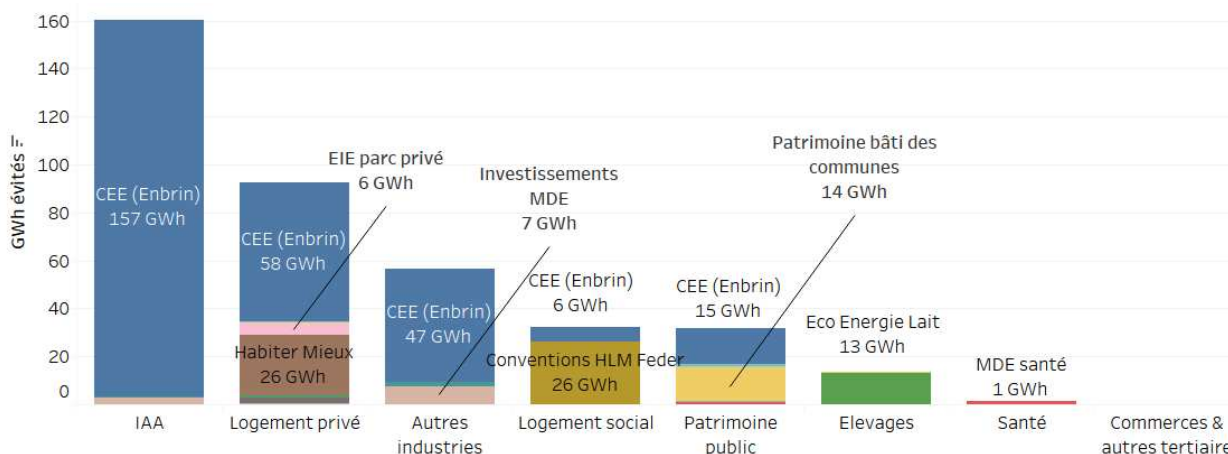 160
140
120
100
80
60
40
20
0
GWh évités
CEE (Enbrin)
157 GWh
EIE parc privé
6 GWh
CEE (Enbrin)
58 GWh
Habiter Mieux
26 GWh
Investissements
MDE
7 GWh
CEE (Enbrin)
47 GWh
CEE (Enbrin)
6 GWh
Conventions HLM Feder
26 GWh
Patrimoine bâti des
communes
14 GWh
CEE (Enbrin)
15 GWh
Eco Energie Lait
13 GWh
MDE santé
1 GWh
IAA
Logement privé
Autres
industries
Logement social
Patrimoine
public
Elevages
Santé
Commerces &
autres tertiaire